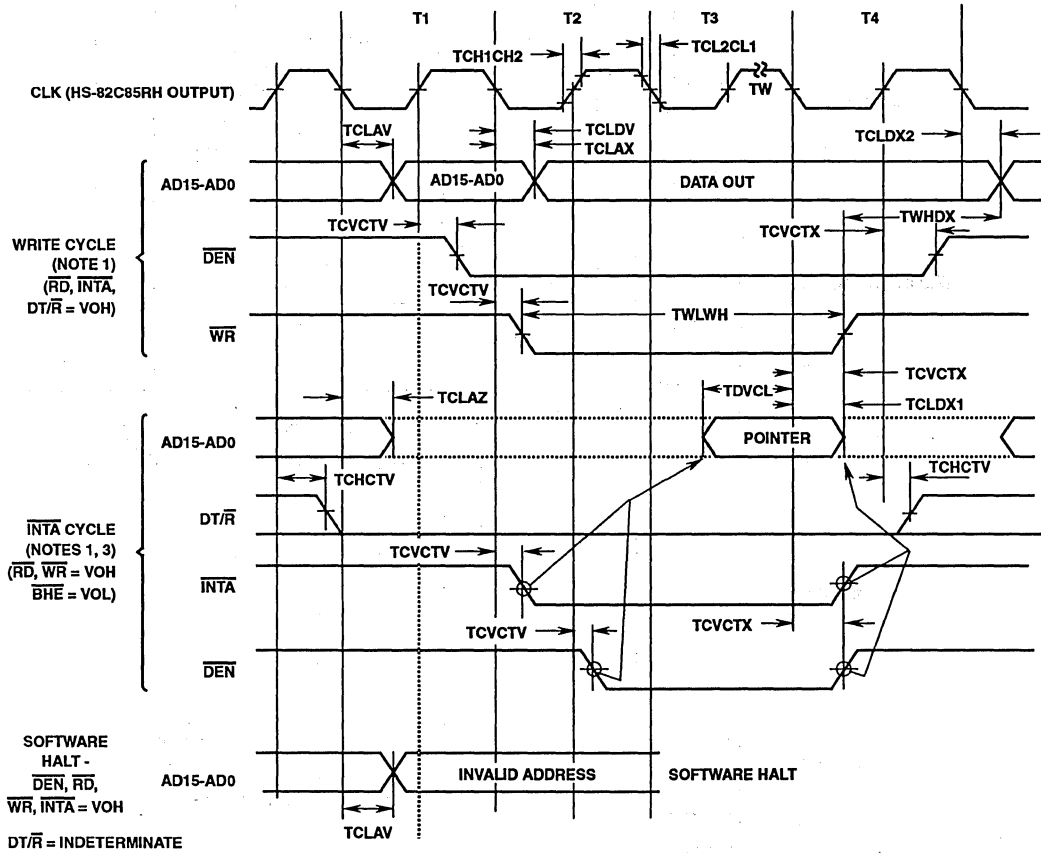 T1 T2 T3 T4
TCH1CH2 TCL2CL1
CLK (HS-82C85RH OUTPUT) TW
TCLAV TCLDV TCLDX2
TCLAX
AD15-AD0 AD15-AD0 DATA OUT
TCVCTV TCVCTX TWHDX
WRITE CYCLE
(NOTE 1)
(RD, INTA,
DT/R = VOH)
DEN
TCVCTV
WR TWLWH
TCVCTX
TCLAZ TDVCL TCLDX1
AD15-AD0 POINTER
TCHCTV TCHCTV
DT/R
INTA CYCLE
(NOTES 1, 3)
(RD, WR = VOH
BHE = VOL)
TCVCTV
INTA
TCVCTV TCVCTX
DEN
SOFTWARE
HALT -
DEN, RD,
WR, INTA = VOH
AD15-AD0 INVALID ADDRESS SOFTWARE HALT
TCLAV
DT/R = INDETERMINATE